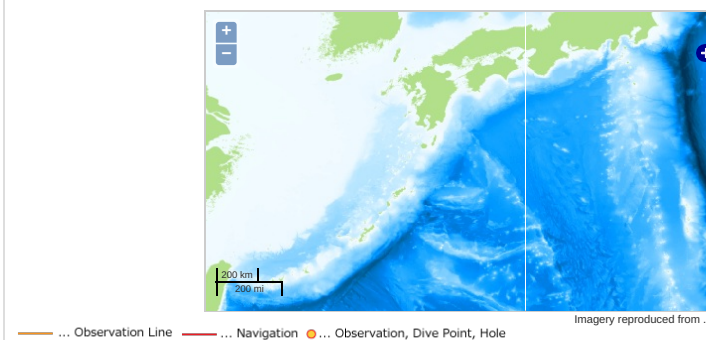 +
−
200 km
200 mi
Imagery reproduced from .
... Observation Line ... Navigation ... Observation, Dive Point, Hole